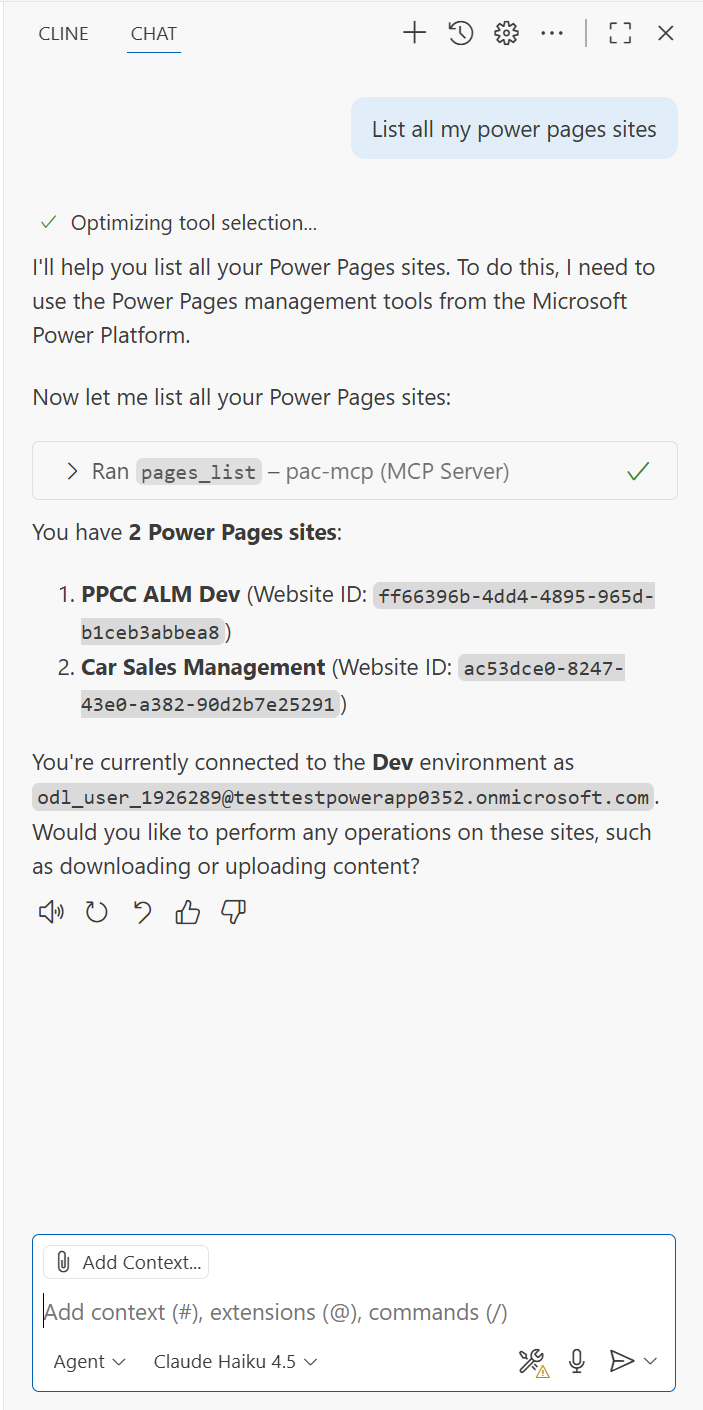 CLINE CHAT
List all my power pages sites
Optimizing tool selection...
I'll help you list all your Power Pages sites. To do this, I need to
use the Power Pages management tools from the Microsoft
Power Platform.
Now let me list all your Power Pages sites:
Ran pages_list – pac-mcp (MCP Server)
You have 2 Power Pages sites:
1. PPCC ALM Dev (Website ID: ff66396b-4dd4-4895-965d-
b1ceb3abbea8)
2. Car Sales Management (Website ID: ac53dce0-8247-
43e0-a382-90d2b7e25291)
You're currently connected to the Dev environment as
odl_user_1926289@testtestpowerapp0352.onmicrosoft.com.
Would you like to perform any operations on these sites, such
as downloading or uploading content?
Add Context...
Add context (#), extensions (@), commands (/)
Agent Claude Haiku 4.5